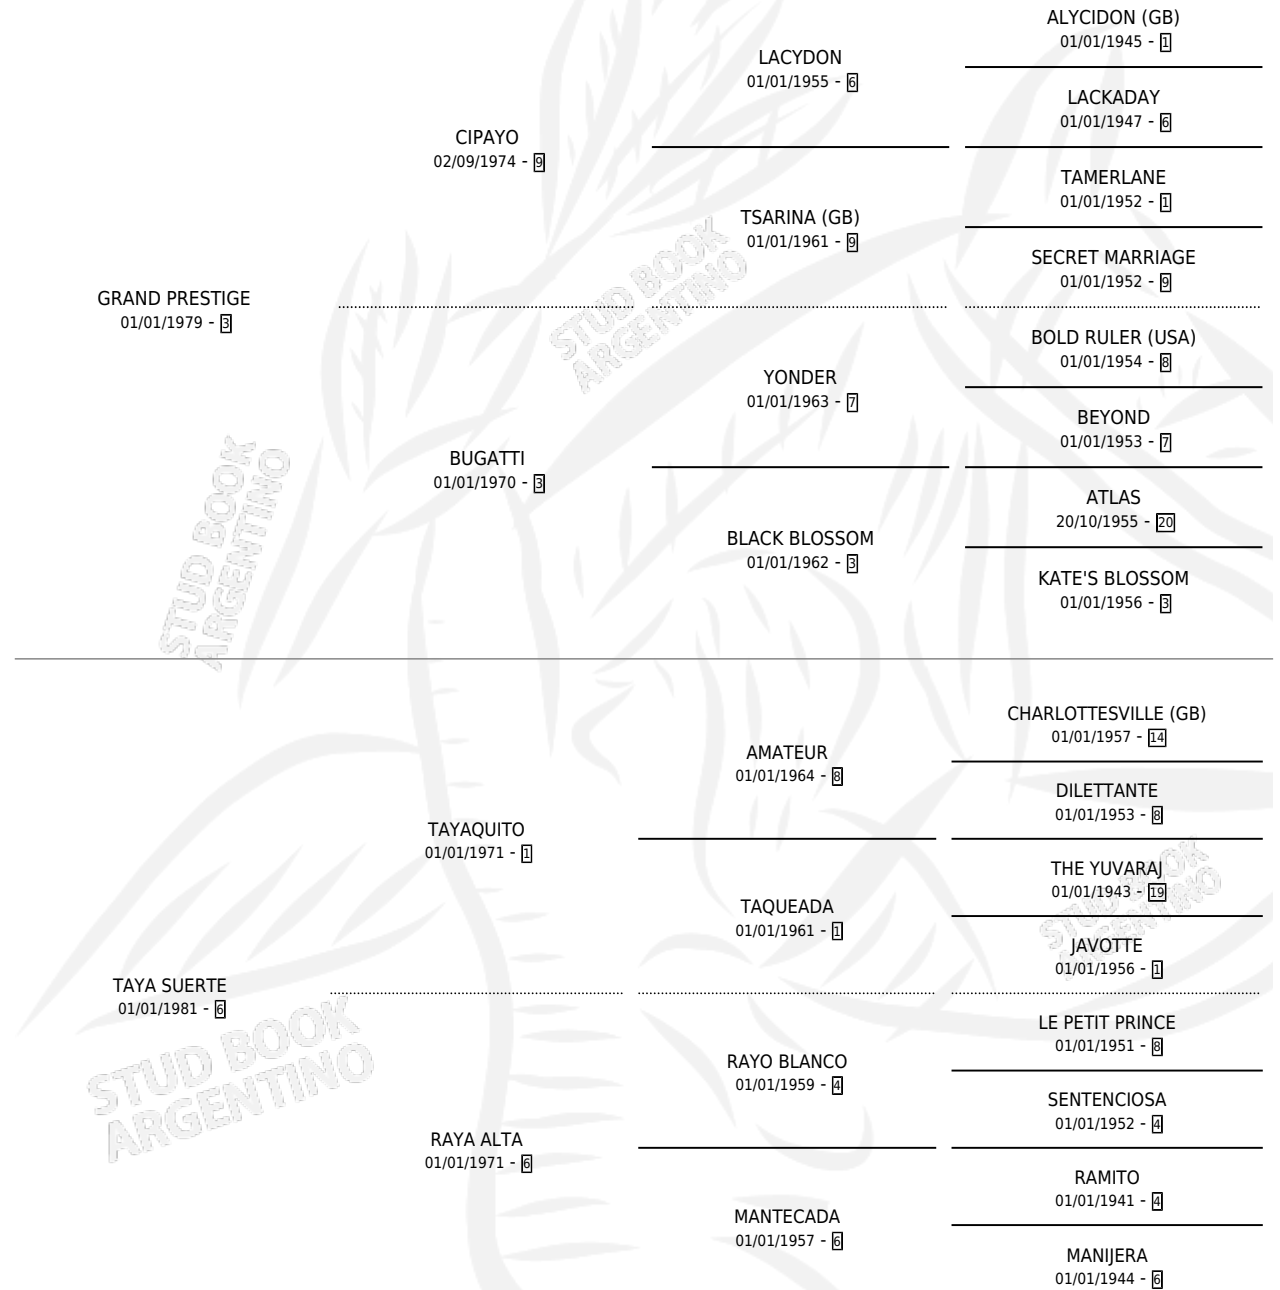 ALYCIDON (GB)
01/01/1945 - 1
LACYDON
01/01/1955 - 6
LACKADAY
01/01/1947 - 6
CIPAYO
02/09/1974 - 9
TAMERLANE
01/01/1952 - 1
TSARINA (GB)
01/01/1961 - 9
SECRET MARRIAGE
01/01/1952 - 9
GRAND PRESTIGE
01/01/1979 - 3
BOLD RULER (USA)
01/01/1954 - 8
YONDER
01/01/1963 - 7
BEYOND
01/01/1953 - 7
BUGATTI
01/01/1970 - 3
ATLAS
20/10/1955 - 20
BLACK BLOSSOM
01/01/1962 - 3
KATE'S BLOSSOM
01/01/1956 - 3
STUD BOOK
ARGENTINO
STUD BOOK
ARGENTINO
CHARLOTTESVILLE (GB)
01/01/1957 - 14
AMATEUR
01/01/1964 - 8
DILETTANTE
01/01/1953 - 8
TAYAQUITO
01/01/1971 - 1
THE YUVARAJ
01/01/1943 - 19
TAQUEADA
01/01/1961 - 1
JAVOTTE
01/01/1956 - 1
TAYA SUERTE
01/01/1981 - 6
LE PETIT PRINCE
01/01/1951 - 8
RAYO BLANCO
01/01/1959 - 4
SENTENCIOSA
01/01/1952 - 4
RAYA ALTA
01/01/1971 - 6
RAMITO
01/01/1941 - 4
MANTECADA
01/01/1957 - 6
MANIJERA
01/01/1944 - 6
STUD BOOK
ARGENTINO
STUD BOOK
ARGENTINO